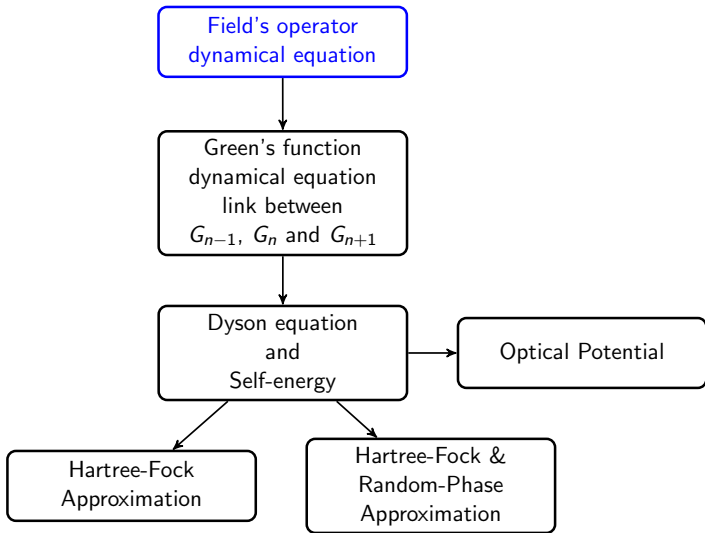 Field's operator
dynamical equation
Green's function
dynamical equation
link between
Gₙ₋₁, Gₙ and Gₙ₊₁
Dyson equation
and
Self-energy
Optical Potential
Hartree-Fock
Approximation
Hartree-Fock &
Random-Phase
Approximation